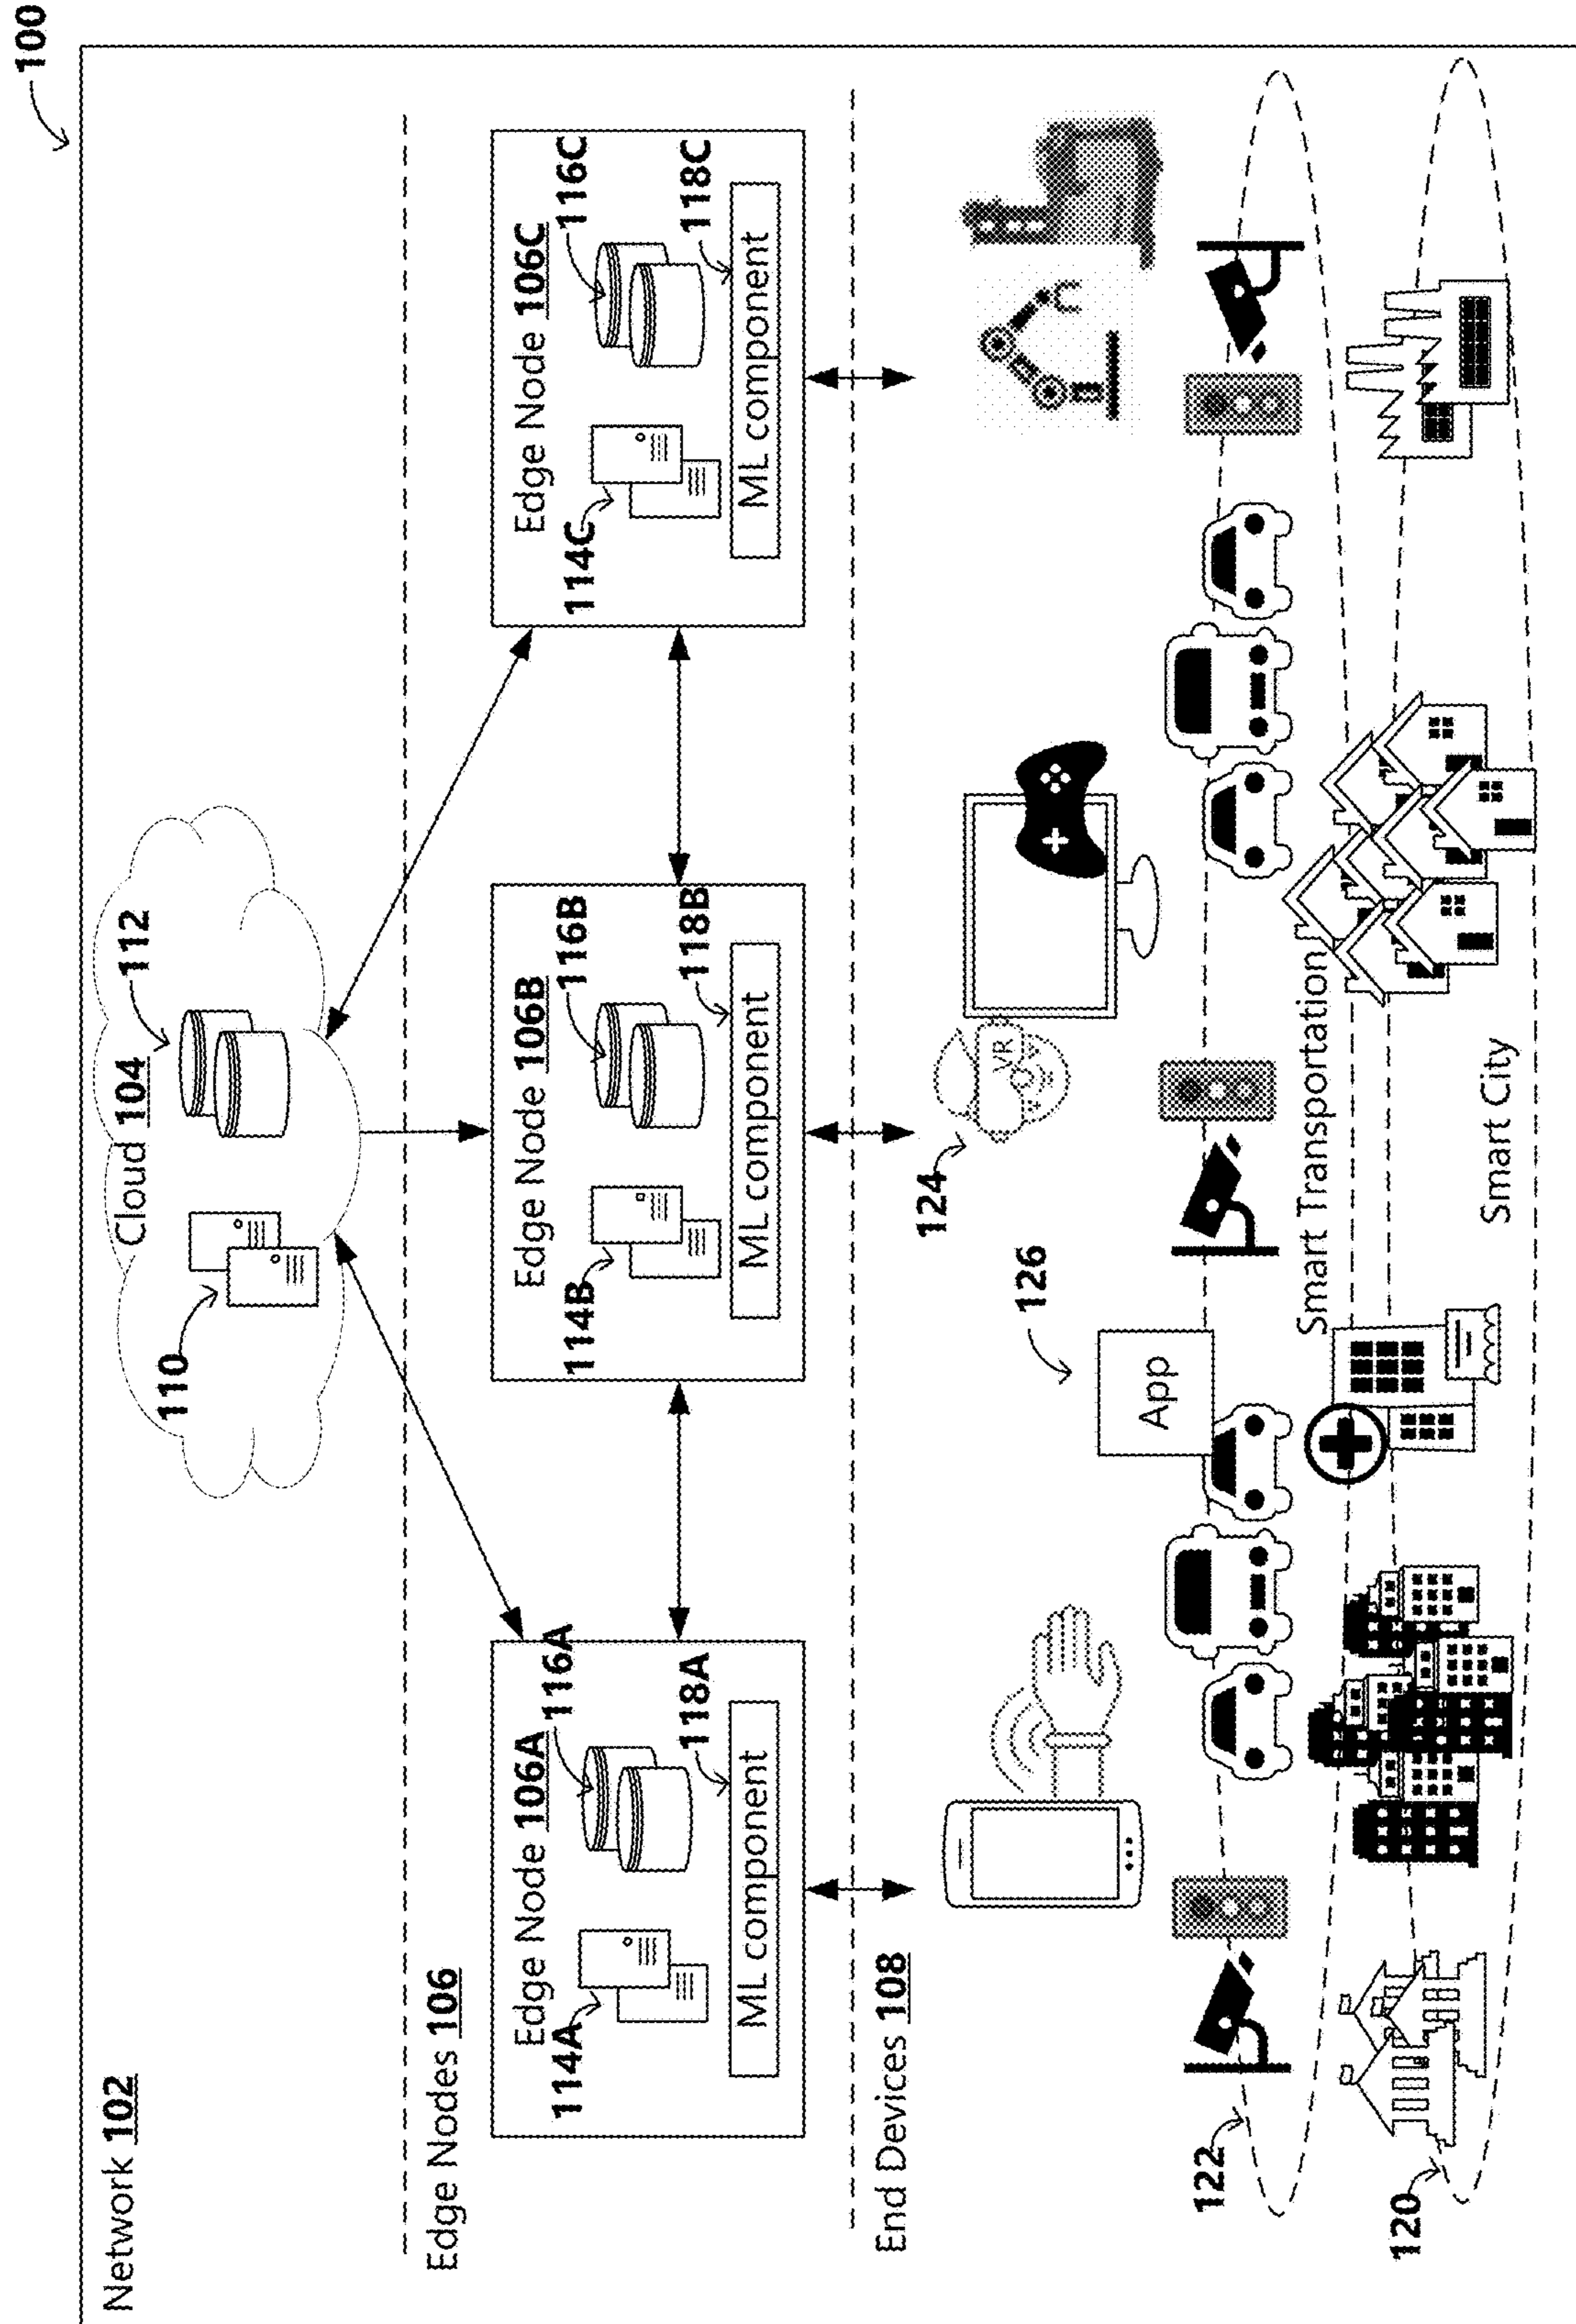 100
Network 102
Cloud 104
110
112
Edge Nodes 106
Edge Node 106A
114A
116A
118A
ML component
Edge Node 106B
114B
116B
118B
ML component
Edge Node 106C
114C
116C
118C
ML component
End Devices 108
124
VR
126
App
122
Smart Transportation
120
Smart City